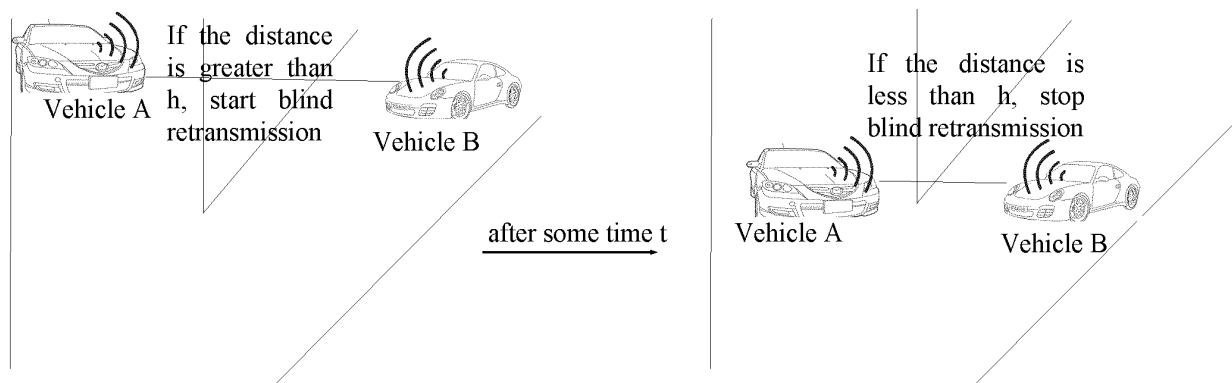 If the distance
is greater than
h, start blind
retransmission
Vehicle A
Vehicle B
after some time t
If the distance is
less than h, stop
blind retransmission
Vehicle A
Vehicle B